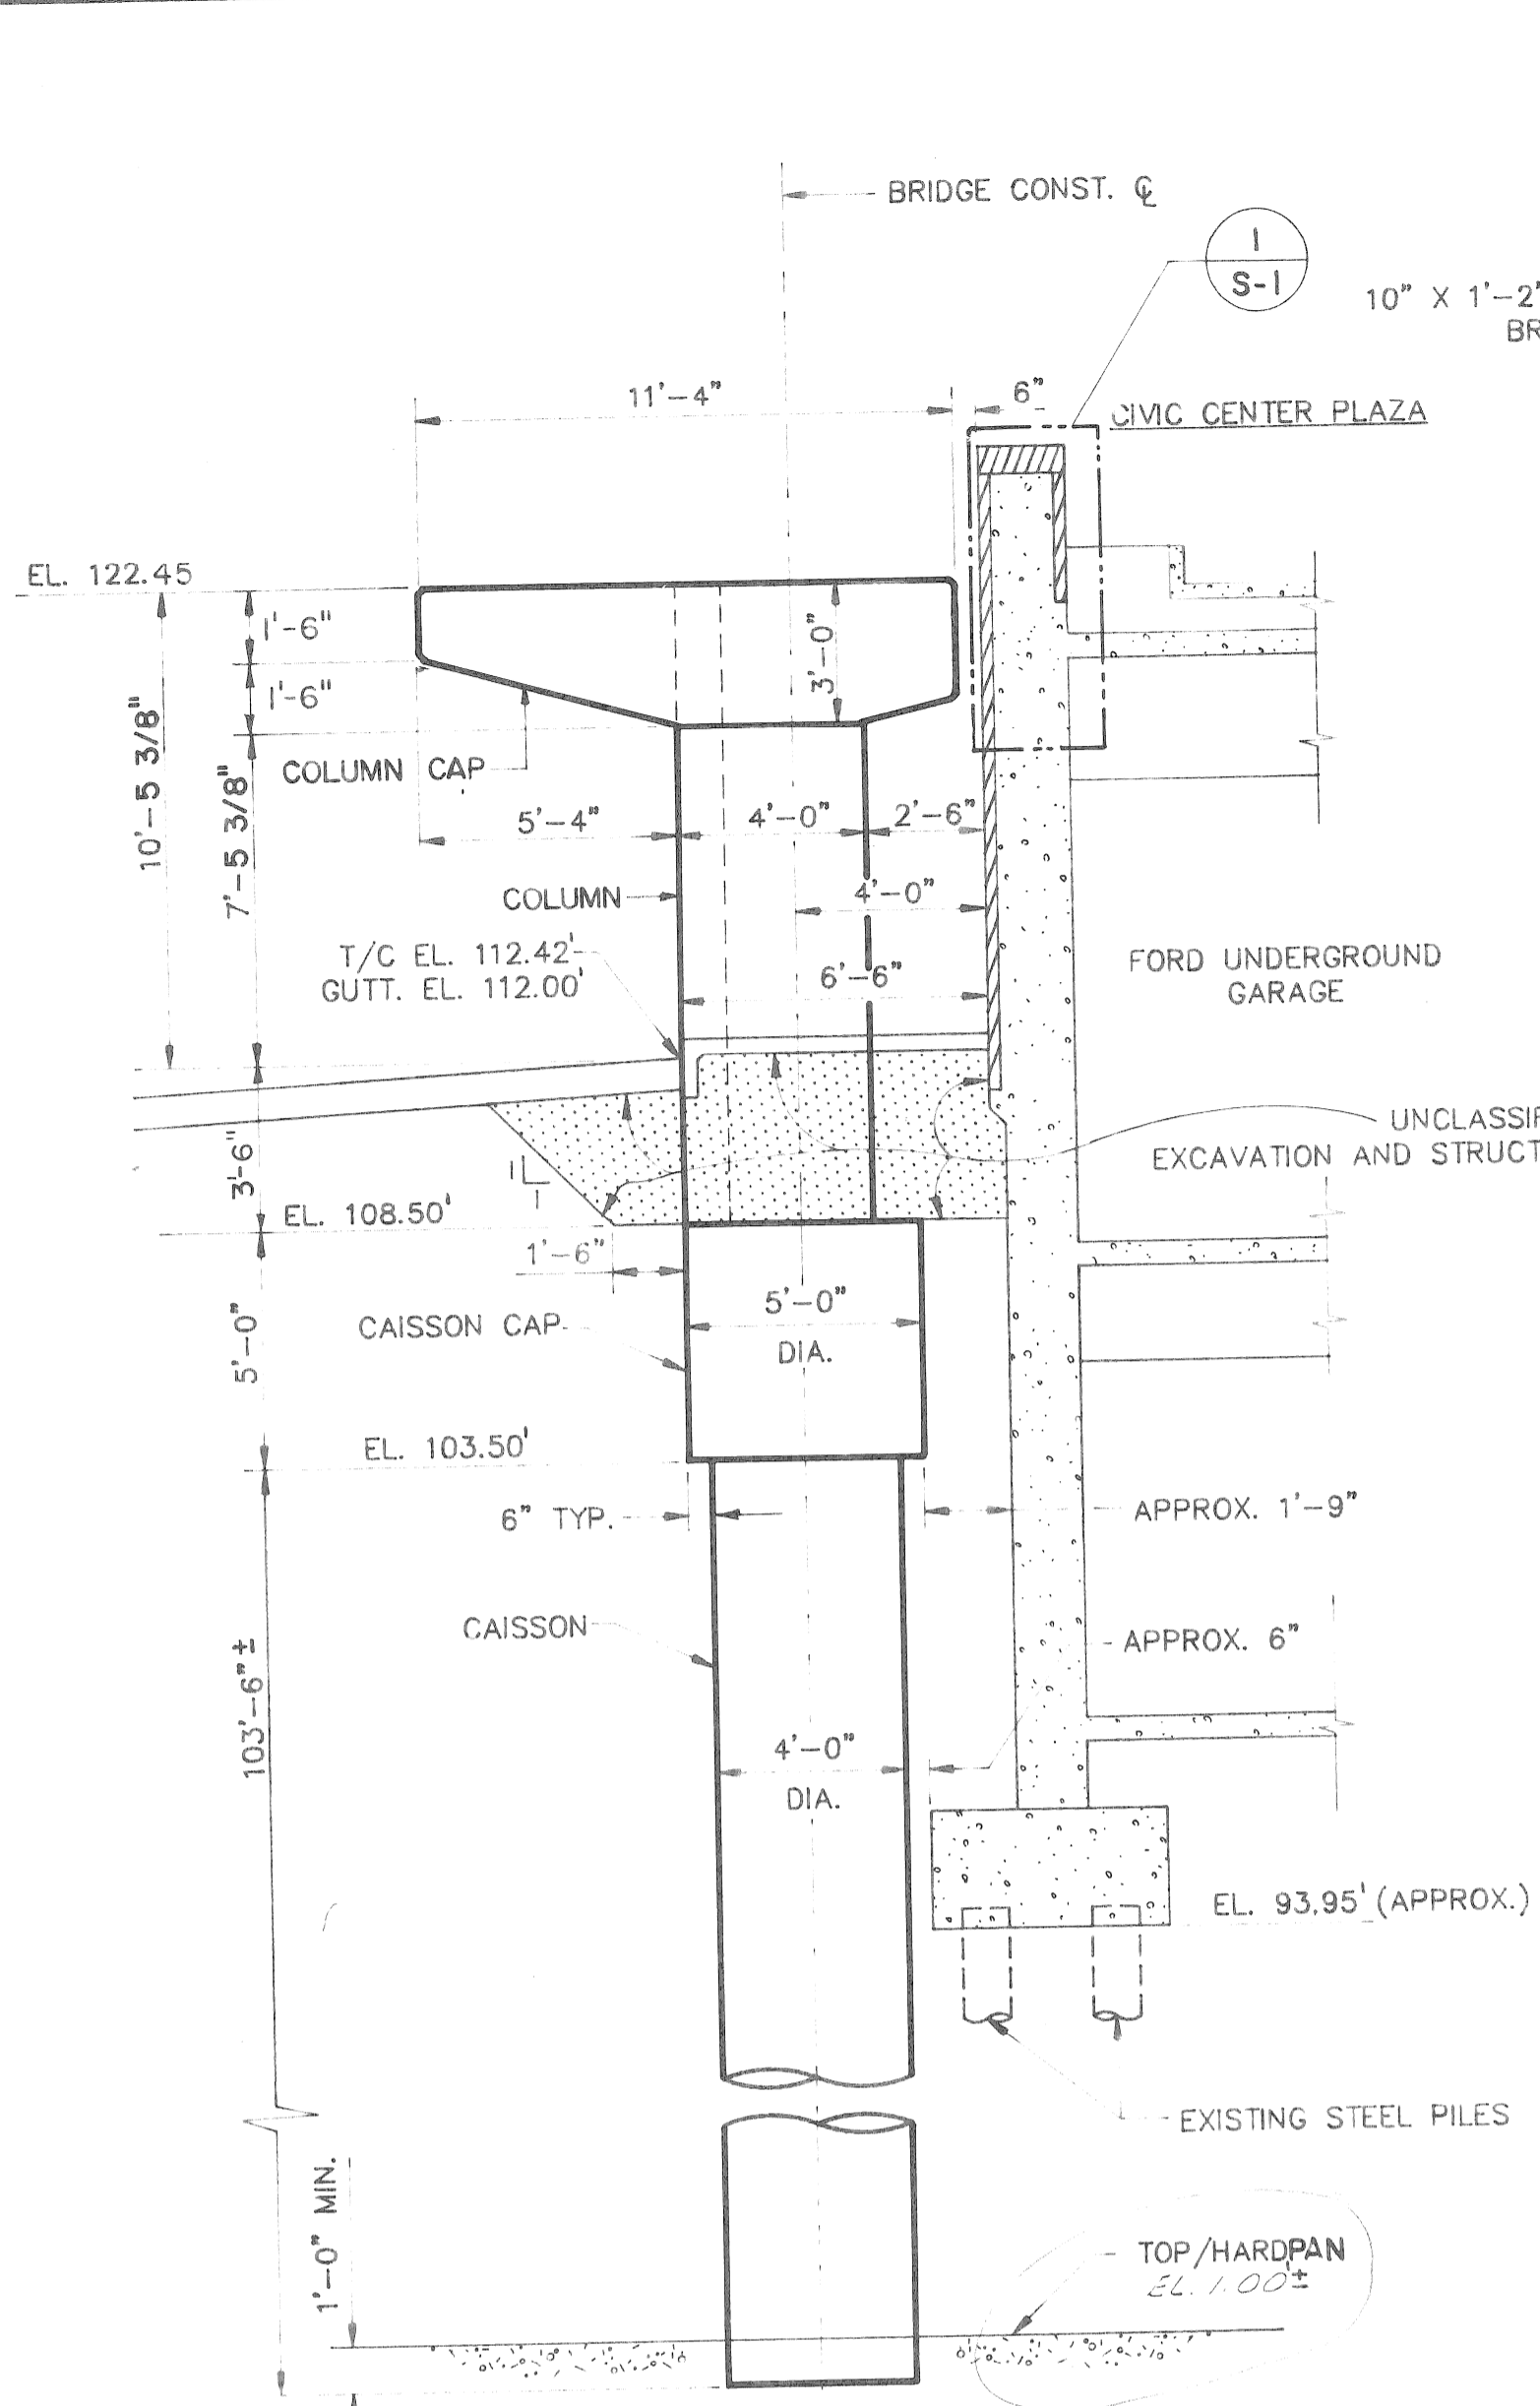 BRIDGE CONST. ℄
1
S-1
10" X 1'-2"
BR
11'-4"
6"
CIVIC CENTER PLAZA
EL. 122.45
1'-6"
3'-0"
1'-6"
10'-5 3/8"
7'-5 3/8"
COLUMN CAP
5'-4"
4'-0"
2'-6"
COLUMN
4'-0"
T/C EL. 112.42'
GUTT. EL. 112.00'
6'-6"
FORD UNDERGROUND
GARAGE
UNCLASSIF
EXCAVATION AND STRUCT
3'-6"
1
1
EL. 108.50'
1'-6"
5'-0"
DIA.
CAISSON CAP
5'-0"
EL. 103.50'
6" TYP.
APPROX. 1'-9"
CAISSON
APPROX. 6"
103'-6"±
4'-0"
DIA.
EL. 93.95' (APPROX.)
EXISTING STEEL PILES
1'-0" MIN.
TOP/HARDPAN
EL. 1.00'±